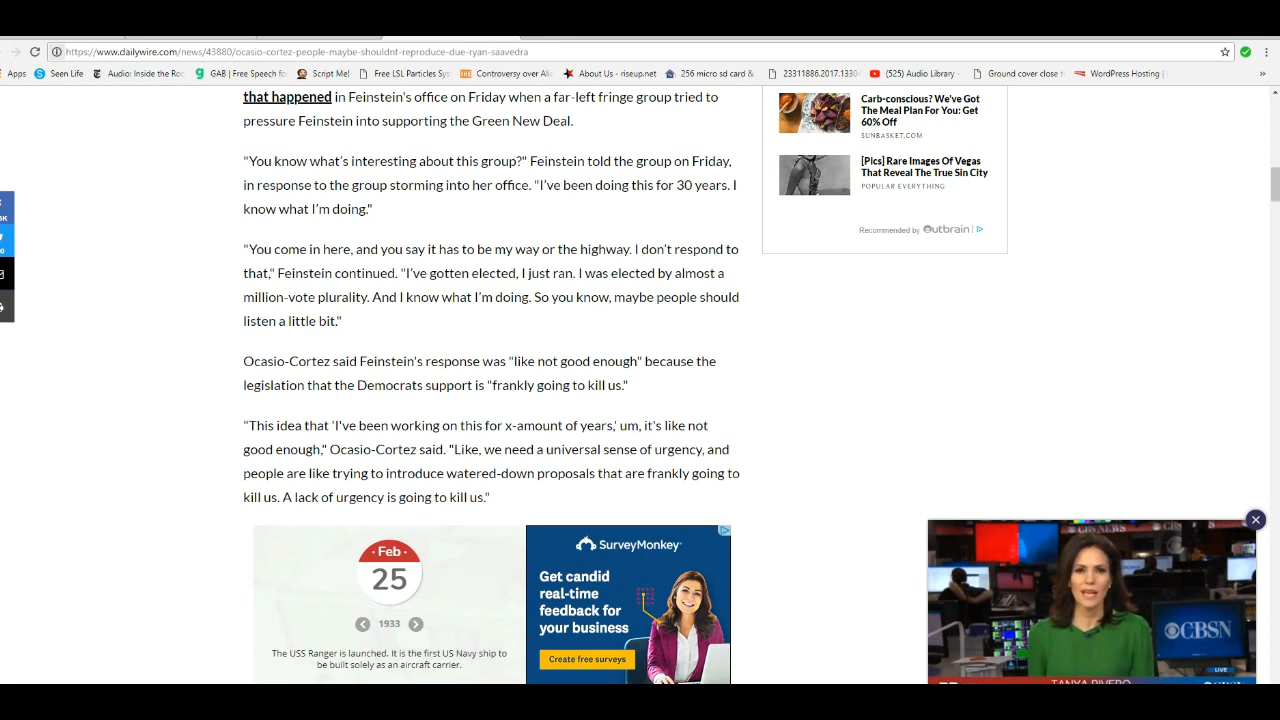 https://www.dailywire.com/news/43880/ocasio-cortez-people-maybe-shouldnt-reproduce-due-ryan-saavedra
Apps
Seen Life
Audio: Inside the Roc
GAB | Free Speech fo
Script Me!
Free LSL Particles Sys
Controversy over Alic
About Us - riseup.net
256 micro sd card &
23311886.2017.1330
(525) Audio Library -
Ground cover close t
WordPress Hosting |
»
that happened in Feinstein's office on Friday when a far-left fringe group tried to
pressure Feinstein into supporting the Green New Deal.
"You know what's interesting about this group?" Feinstein told the group on Friday,
in response to the group storming into her office. "I've been doing this for 30 years. I
know what I'm doing."
"You come in here, and you say it has to be my way or the highway. I don't respond to
that," Feinstein continued. "I've gotten elected, I just ran. I was elected by almost a
million-vote plurality. And I know what I'm doing. So you know, maybe people should
listen a little bit."
Ocasio-Cortez said Feinstein's response was "like not good enough" because the
legislation that the Democrats support is "frankly going to kill us."
"This idea that 'I've been working on this for x-amount of years,' um, it's like not
good enough," Ocasio-Cortez said. "Like, we need a universal sense of urgency, and
people are like trying to introduce watered-down proposals that are frankly going to
kill us. A lack of urgency is going to kill us."
Carb-conscious? We've Got
The Meal Plan For You: Get
60% Off
SUNBASKET.COM
[Pics] Rare Images Of Vegas
That Reveal The True Sin City
POPULAR EVERYTHING
Recommended by Outbrain
· Feb ·
25
1933
The USS Ranger is launched. It is the first US Navy ship to
be built solely as an aircraft carrier.
SurveyMonkey
Get candid
real-time
feedback for
your business
Create free surveys
CBS NEWS
CBSN
LIVE
TANYA RIVERO